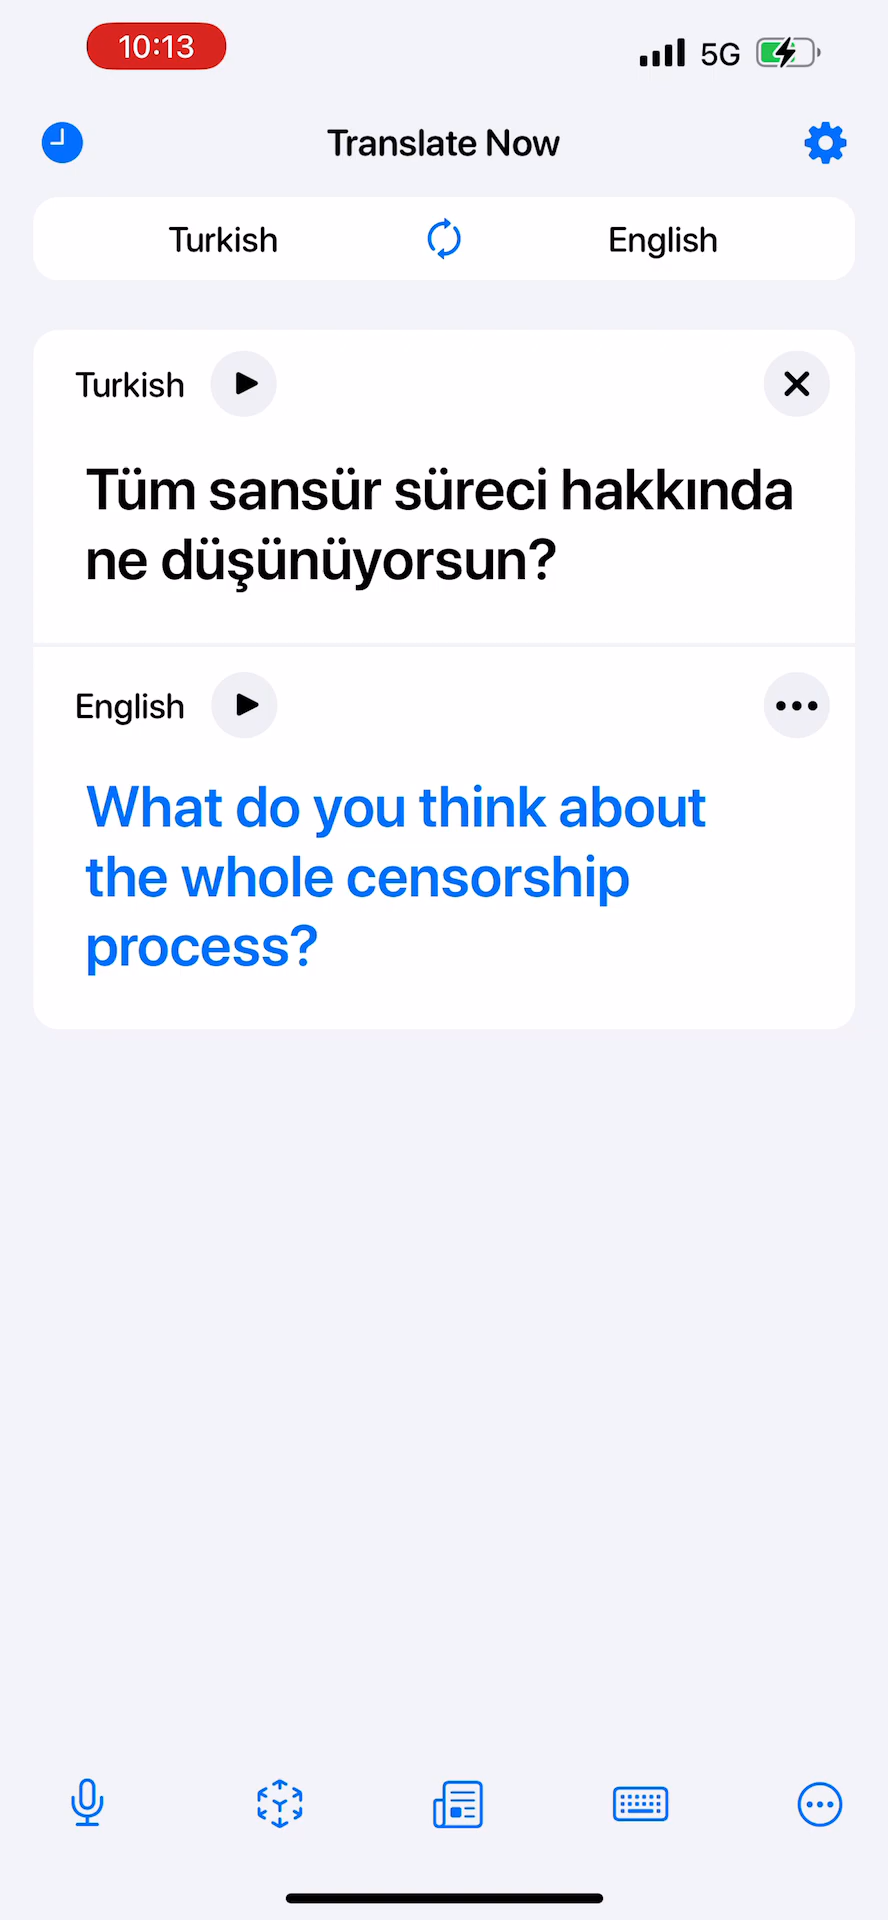 10:13
5G
Translate Now
Turkish
English
Turkish
Tüm sansür süreci hakkında
ne düşünüyorsun?
English
What do you think about
the whole censorship
process?